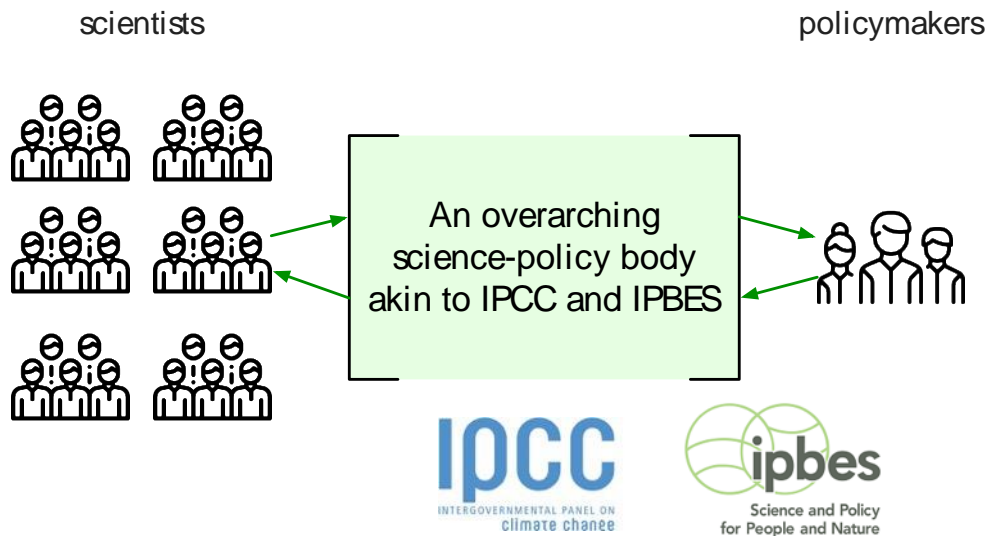 scientists
policymakers
An overarching
science-policy body
akin to IPCC and IPBES
IPCC
INTERGOVERNMENTAL PANEL ON
climate change
ipbes
Science and Policy
for People and Nature